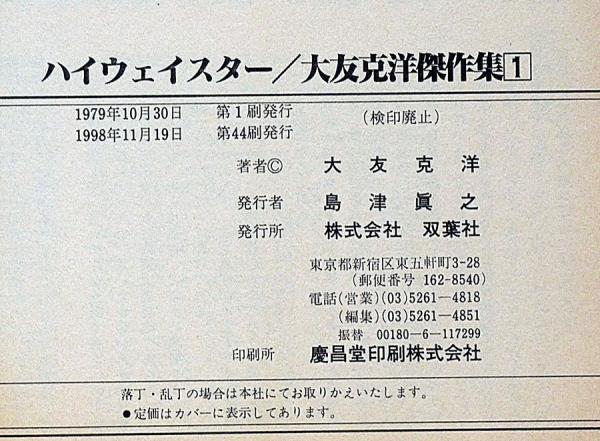 ハイウェイスター/大友克洋傑作集1
1979年10月30日 第1刷発行 (検印廃止)
1998年11月19日 第44刷発行
著者© 大友克洋
発行者 島津眞之
発行所 株式会社 双葉社
東京都新宿区東五軒町3-28
(郵便番号 162-8540)
電話(営業)(03)5261-4818
(編集)(03)5261-4851
振替 00180-6-117299
印刷所 慶昌堂印刷株式会社
落丁・乱丁の場合は本社にてお取りかえいたします。
●定価はカバーに表示してあります。